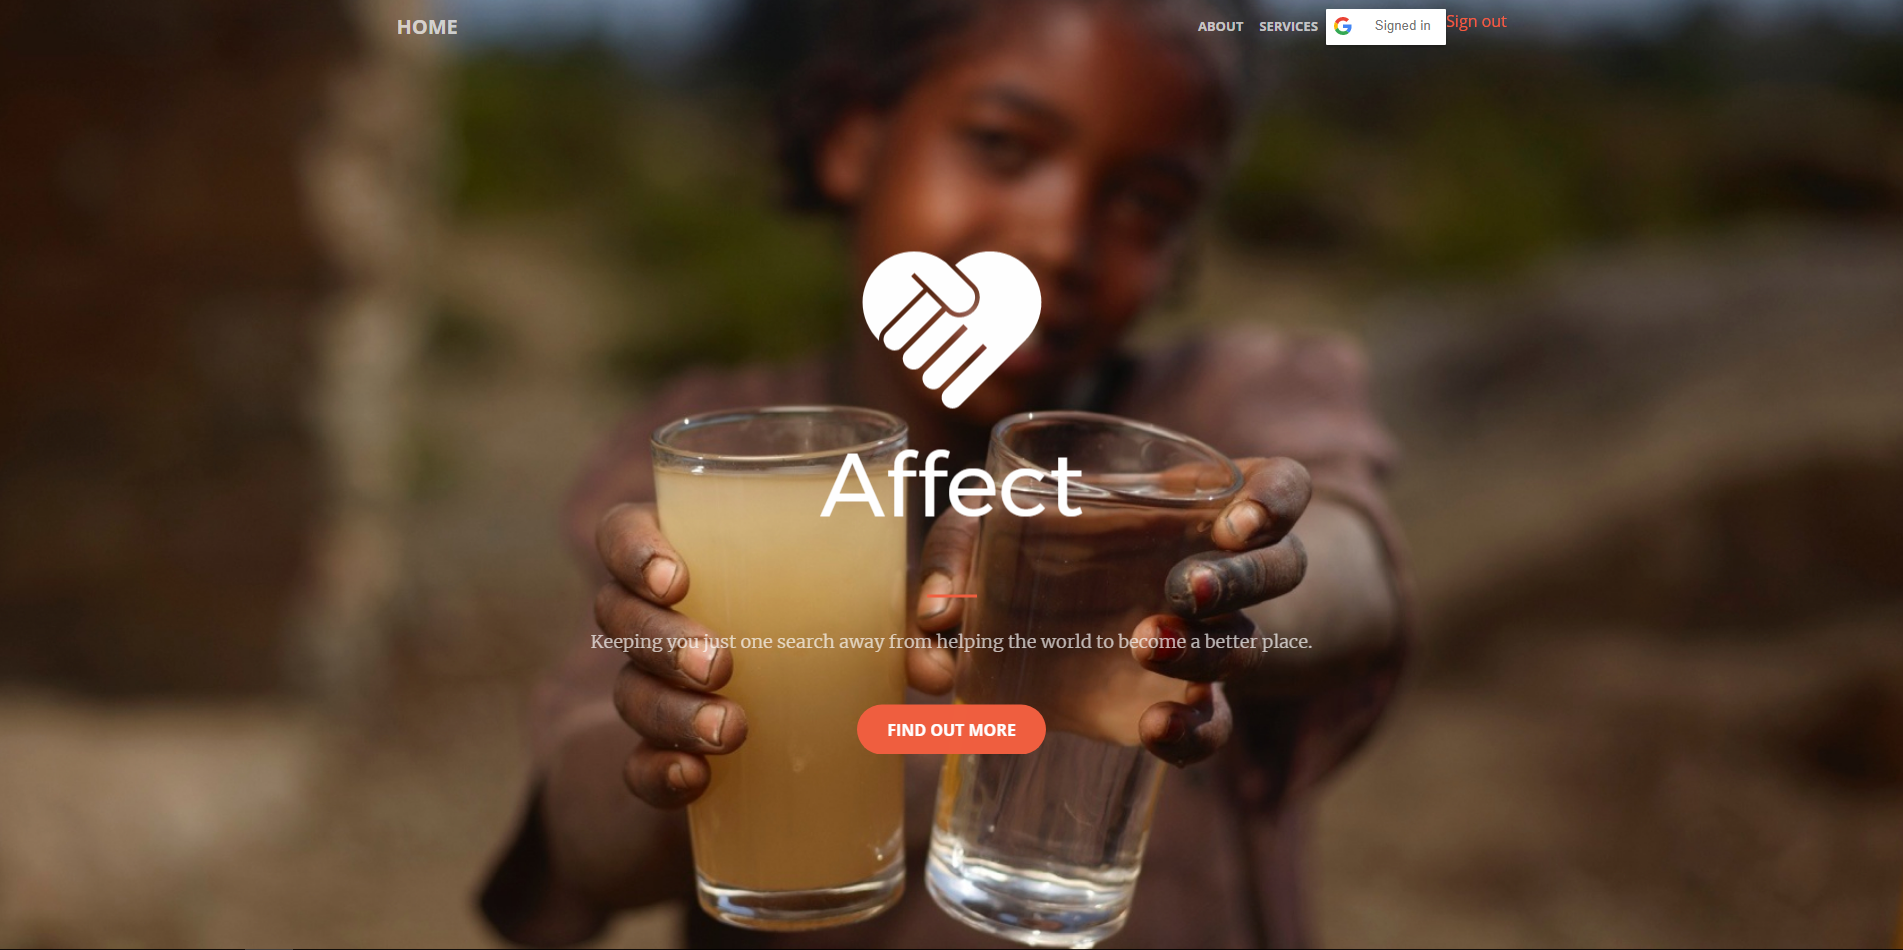 HOME
ABOUT SERVICES Signed in Sign out
Affect
Keeping you just one search away from helping the world to become a better place.
FIND OUT MORE